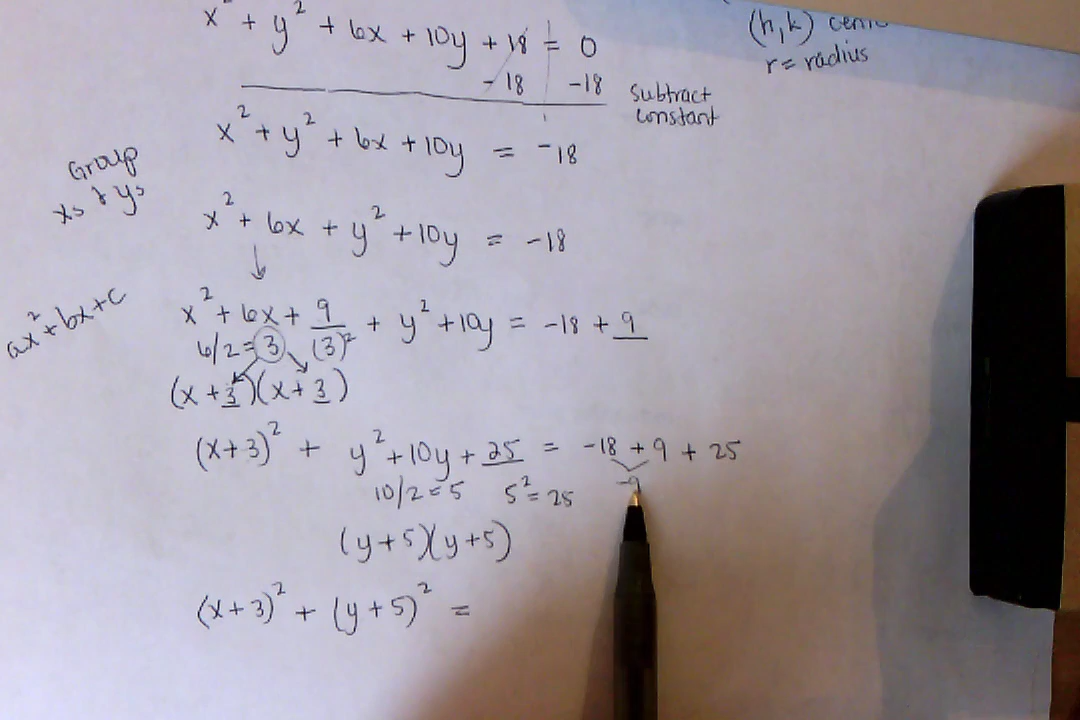 x² + y² + 6x + 10y + 18 = 0
(h,k)
r = radius
- 18 -18
subtract
constant
x² + y² + 6x + 10y = -18
Group
xs & ys
x² + 6x + y² + 10y = -18
ax² + bx + c
x² + 6x + 9 + y² + 10y = -18 + 9
6/2 = 3 (3)²
(x + 3)(x + 3)
(x+3)² + y² + 10y + 25 = -18 + 9 + 25
10/2 = 5 5² = 25 -9
(y+5)(y+5)
(x+3)² + (y+5)² =